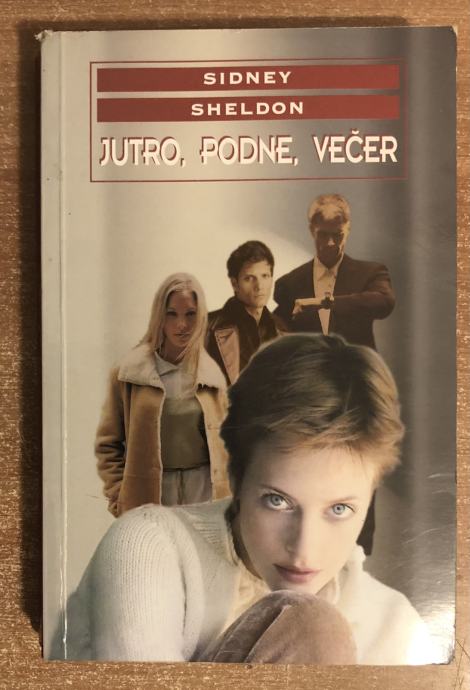 SIDNEY
SHELDON
JUTRO, PODNE, VEČER